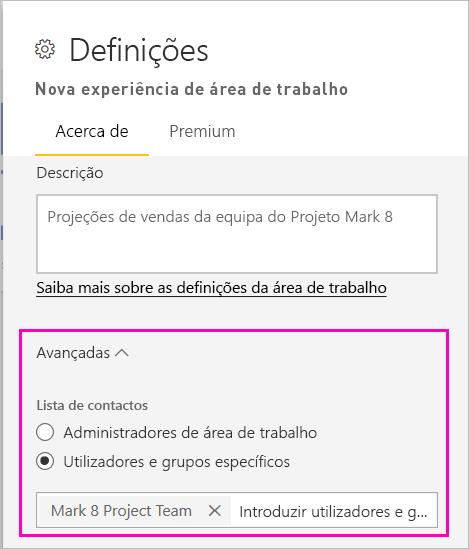 Definições
Nova experiência de área de trabalho
Acerca de Premium
Descrição
Projeções de vendas da equipa do Projeto Mark 8
Saiba mais sobre as definições da área de trabalho
Avançadas
Lista de contactos
Administradores de área de trabalho
Utilizadores e grupos específicos
Mark 8 Project Team Introduzir utilizadores e g...